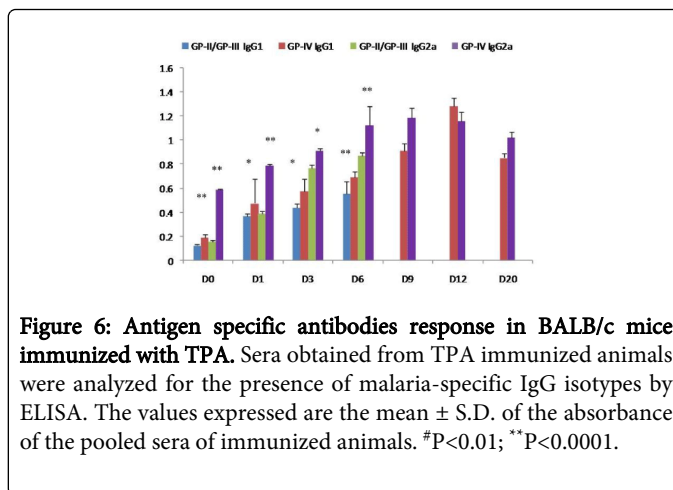 GP-II/GP-III IgG1 GP-IV IgG1 GP-II/GP-III IgG2a GP-IV IgG2a
1.6
1.4
1.2
1
0.8
0.6
0.4
0.2
0
** ** * ** * * ** **
D0 D1 D3 D6 D9 D12 D20
Figure 6: Antigen specific antibodies response in BALB/c mice
immunized with TPA. Sera obtained from TPA immunized animals
were analyzed for the presence of malaria-specific IgG isotypes by
ELISA. The values expressed are the mean ± S.D. of the absorbance
of the pooled sera of immunized animals. #P<0.01; **P<0.0001.